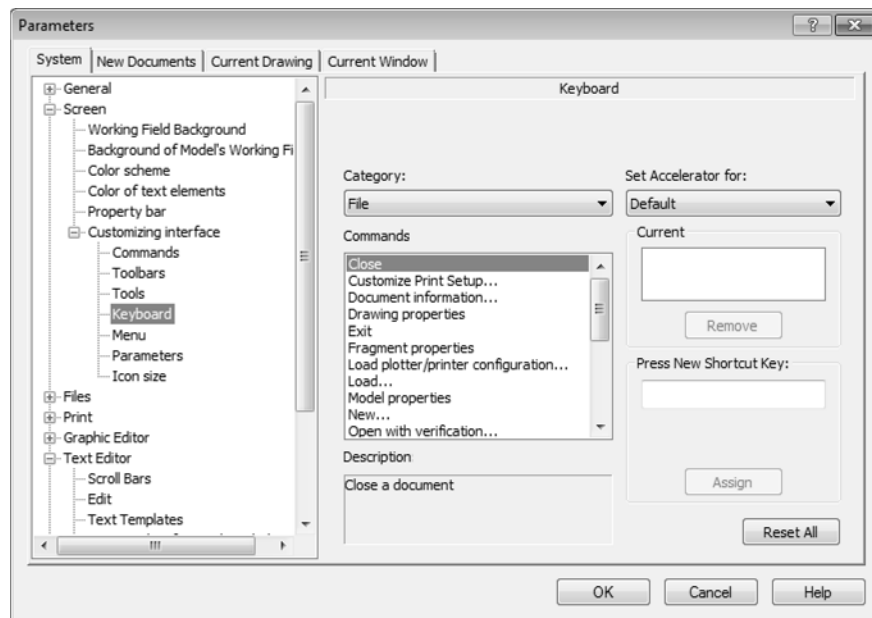 Parameters
System
New Documents
Current Drawing
Current Window
General
Screen
Working Field Background
Background of Model's Working Fi
Color scheme
Color of text elements
Property bar
Customizing interface
Commands
Toolbars
Tools
Keyboard
Menu
Parameters
Icon size
Files
Print
Graphic Editor
Text Editor
Scroll Bars
Edit
Text Templates
Keyboard
Category:
File
Commands
Close
Customize Print Setup...
Document information...
Drawing properties
Exit
Fragment properties
Load plotter/printer configuration...
Load...
Model properties
New...
Open with verification...
Description
Close a document
Set Accelerator for:
Default
Current
Remove
Press New Shortcut Key:
Assign
Reset All
OK
Cancel
Help